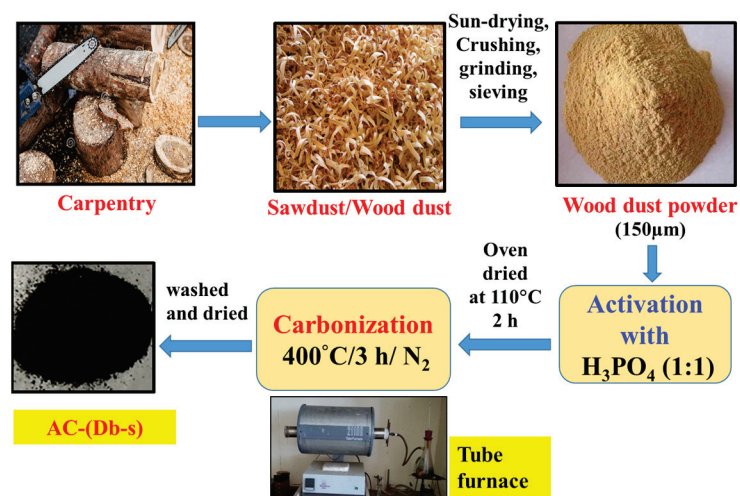 Sun-drying,
Crushing,
grinding,
sieving
Carpentry
Sawdust/Wood dust
Wood dust powder
(150μm)
Activation
with
H₃PO₄ (1:1)
Oven
dried
at 110°C
2 h
Carbonization
400°C/3 h/ N₂
washed
and dried
AC-(Db-s)
Tube
furnace